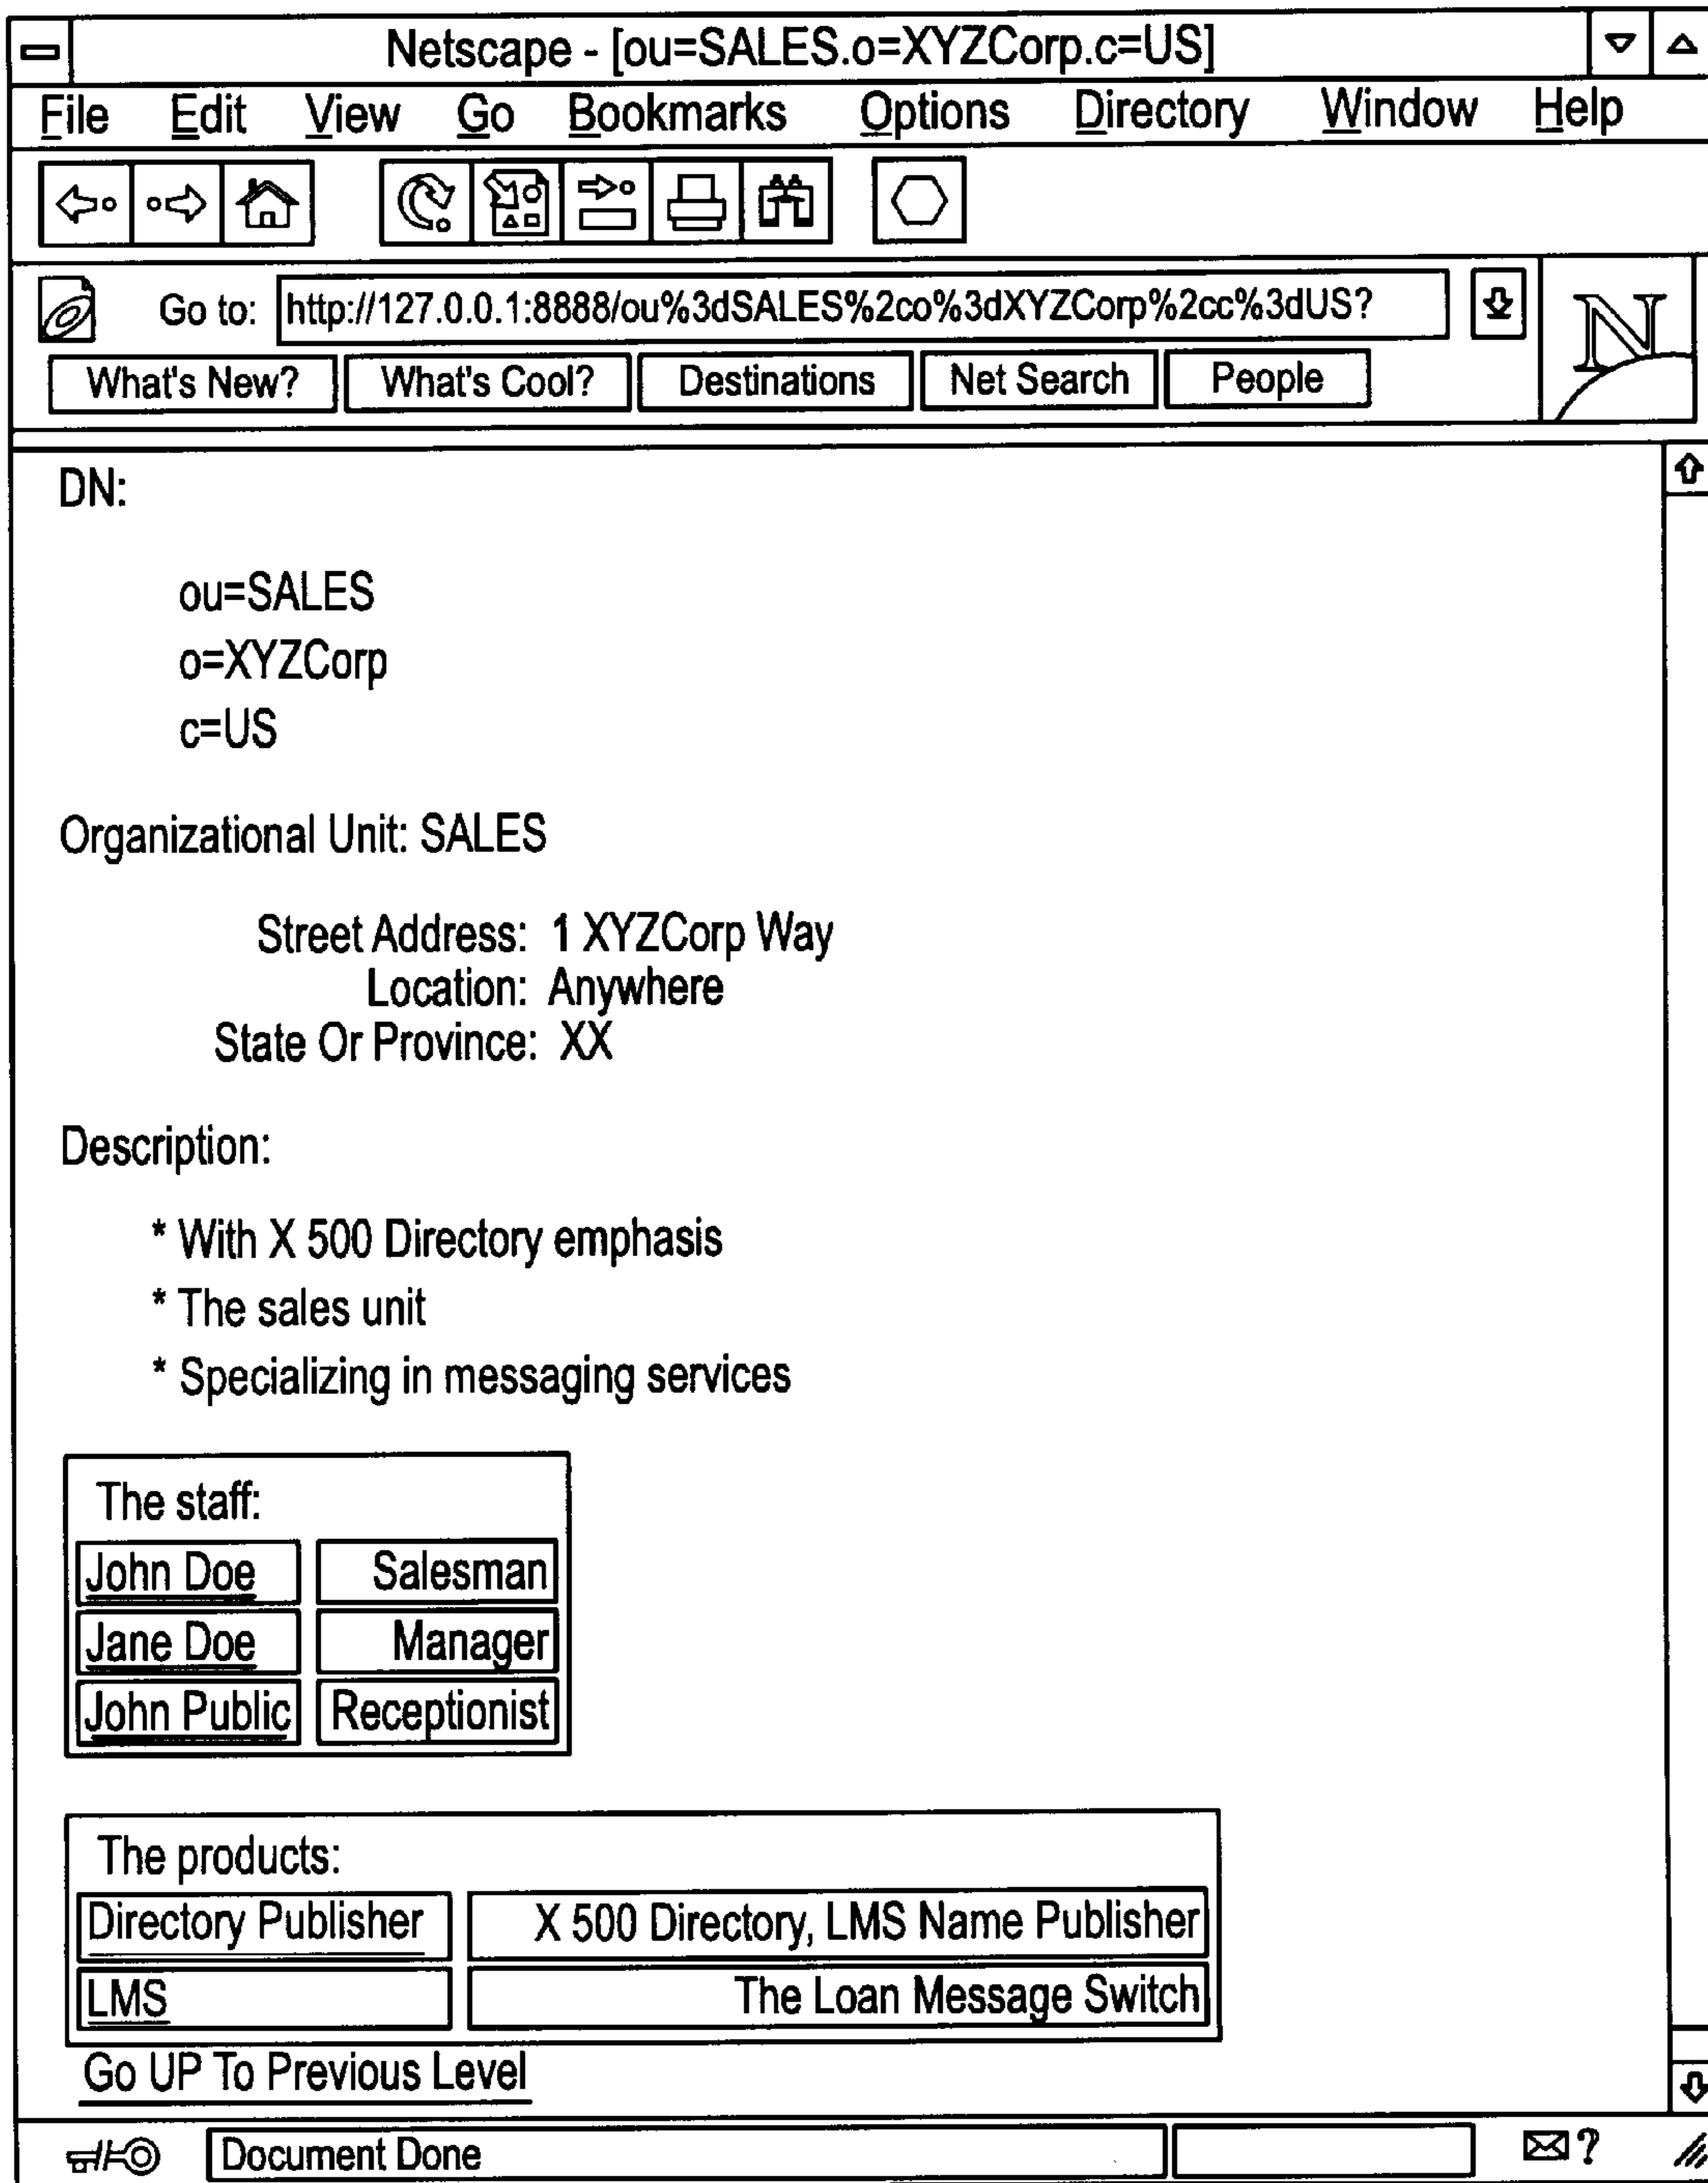 Netscape - [ou=SALES.o=XYZCorp.c=US]
File Edit View Go Bookmarks Options Directory Window Help
Go to: http://127.0.0.1:8888/ou%3dSALES%2co%3dXYZCorp%2cc%3dUS?
N
What's New? What's Cool? Destinations Net Search People
DN:
ou=SALES
o=XYZCorp
c=US
Organizational Unit: SALES
Street Address: 1 XYZCorp Way
Location: Anywhere
State Or Province: XX
Description:
* With X 500 Directory emphasis
* The sales unit
* Specializing in messaging services
The staff:
John Doe Salesman
Jane Doe Manager
John Public Receptionist
The products:
Directory Publisher X 500 Directory, LMS Name Publisher
LMS The Loan Message Switch
Go UP To Previous Level
Document Done ?